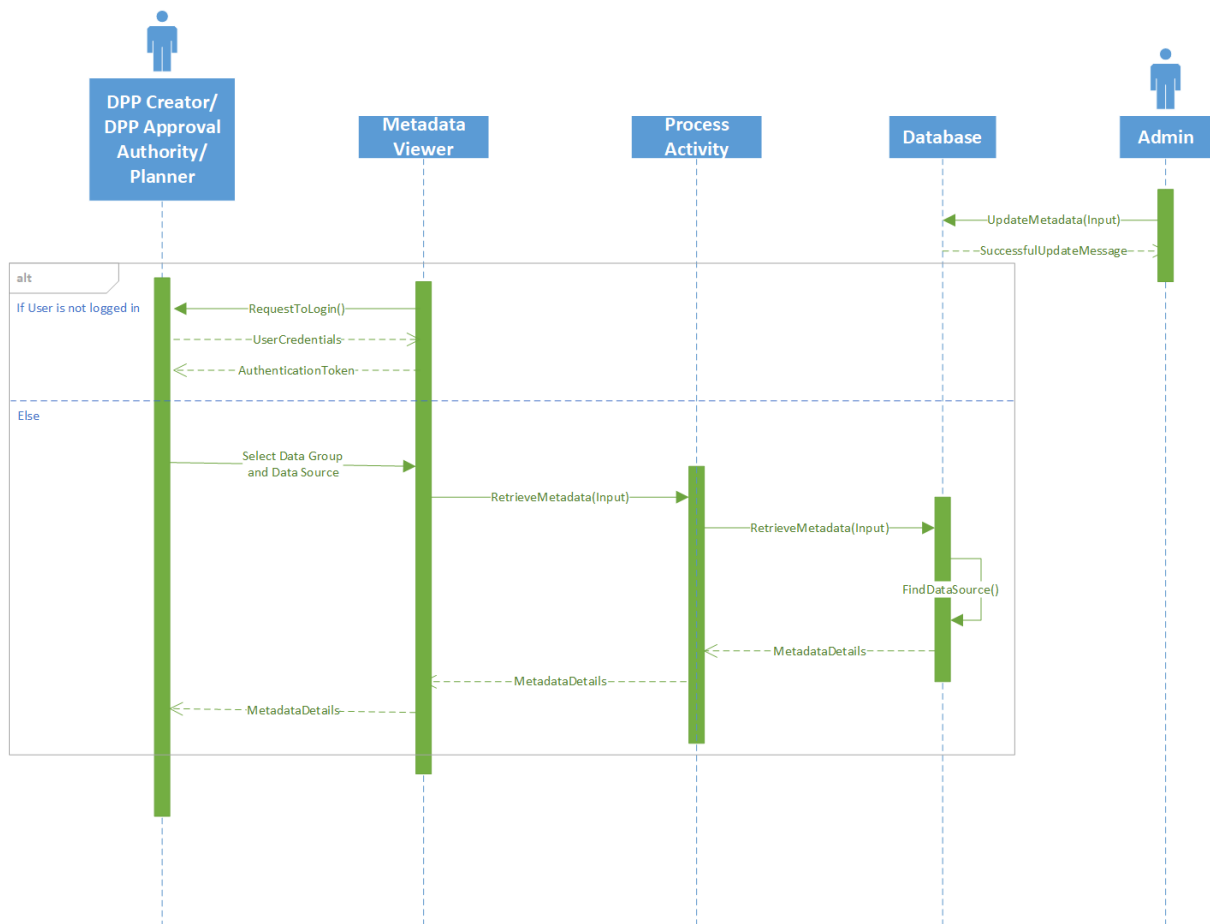 DPP Creator/
DPP Approval
Authority/
Planner
Metadata
Viewer
Process
Activity
Database
Admin
UpdateMetadata(Input)
SuccessfulUpdateMessage
alt
If User is not logged in
RequestToLogin()
UserCredentials
AuthenticationToken
Else
Select Data Group
and Data Source
RetrieveMetadata(Input)
RetrieveMetadata(Input)
FindDataSource()
MetadataDetails
MetadataDetails
MetadataDetails